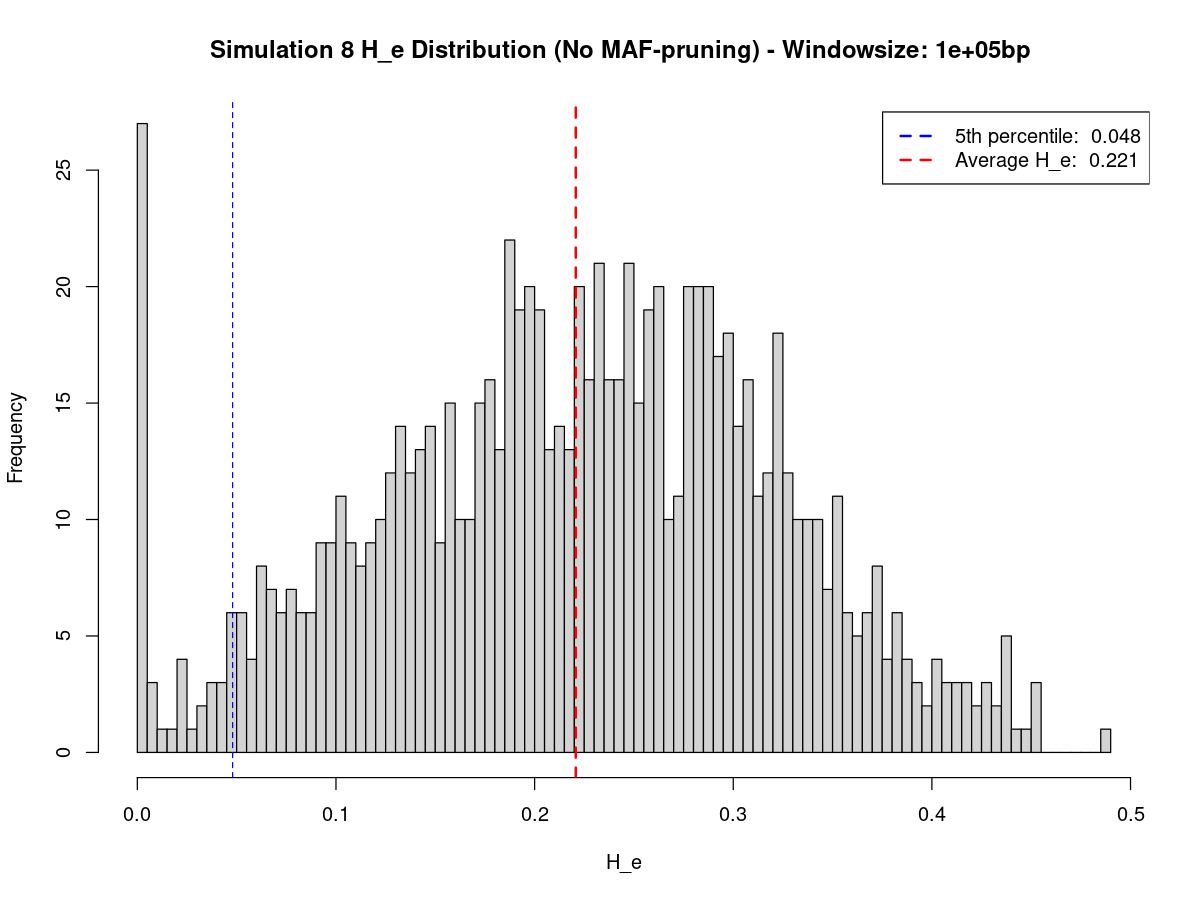 Simulation 8 H_e Distribution (No MAF-pruning) - Windowsize: 1e+05bp
5th percentile: 0.048
Average H_e: 0.221
Frequency
25
20
15
10
5
0
0.0 0.1 0.2 0.3 0.4 0.5
H_e